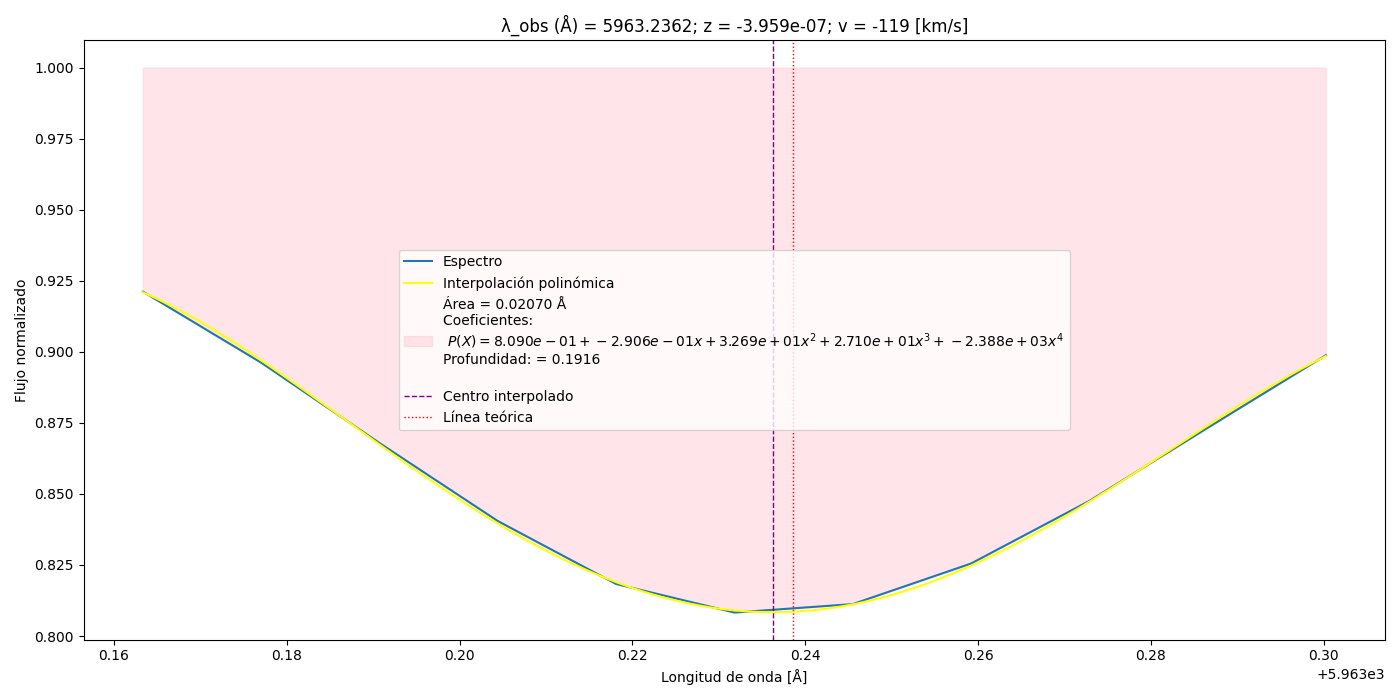 λ_obs (Å) = 5963.2362; z = -3.959e-07; v = -119 [km/s]
1.000
0.975
0.950
0.925
0.900
0.875
0.850
0.825
0.800
Flujo normalizado
Espectro
Interpolación polinómica
Área = 0.02070 Å
Coeficientes:
P(X) = 8.090e − 01 + −2.906e − 01x + 3.269e + 01x² + 2.710e + 01x³ + −2.388e + 03x⁴
Profundidad: = 0.1916
Centro interpolado
Línea teórica
0.16 0.18 0.20 0.22 0.24 0.26 0.28 0.30
Longitud de onda [Å]
+5.963e3